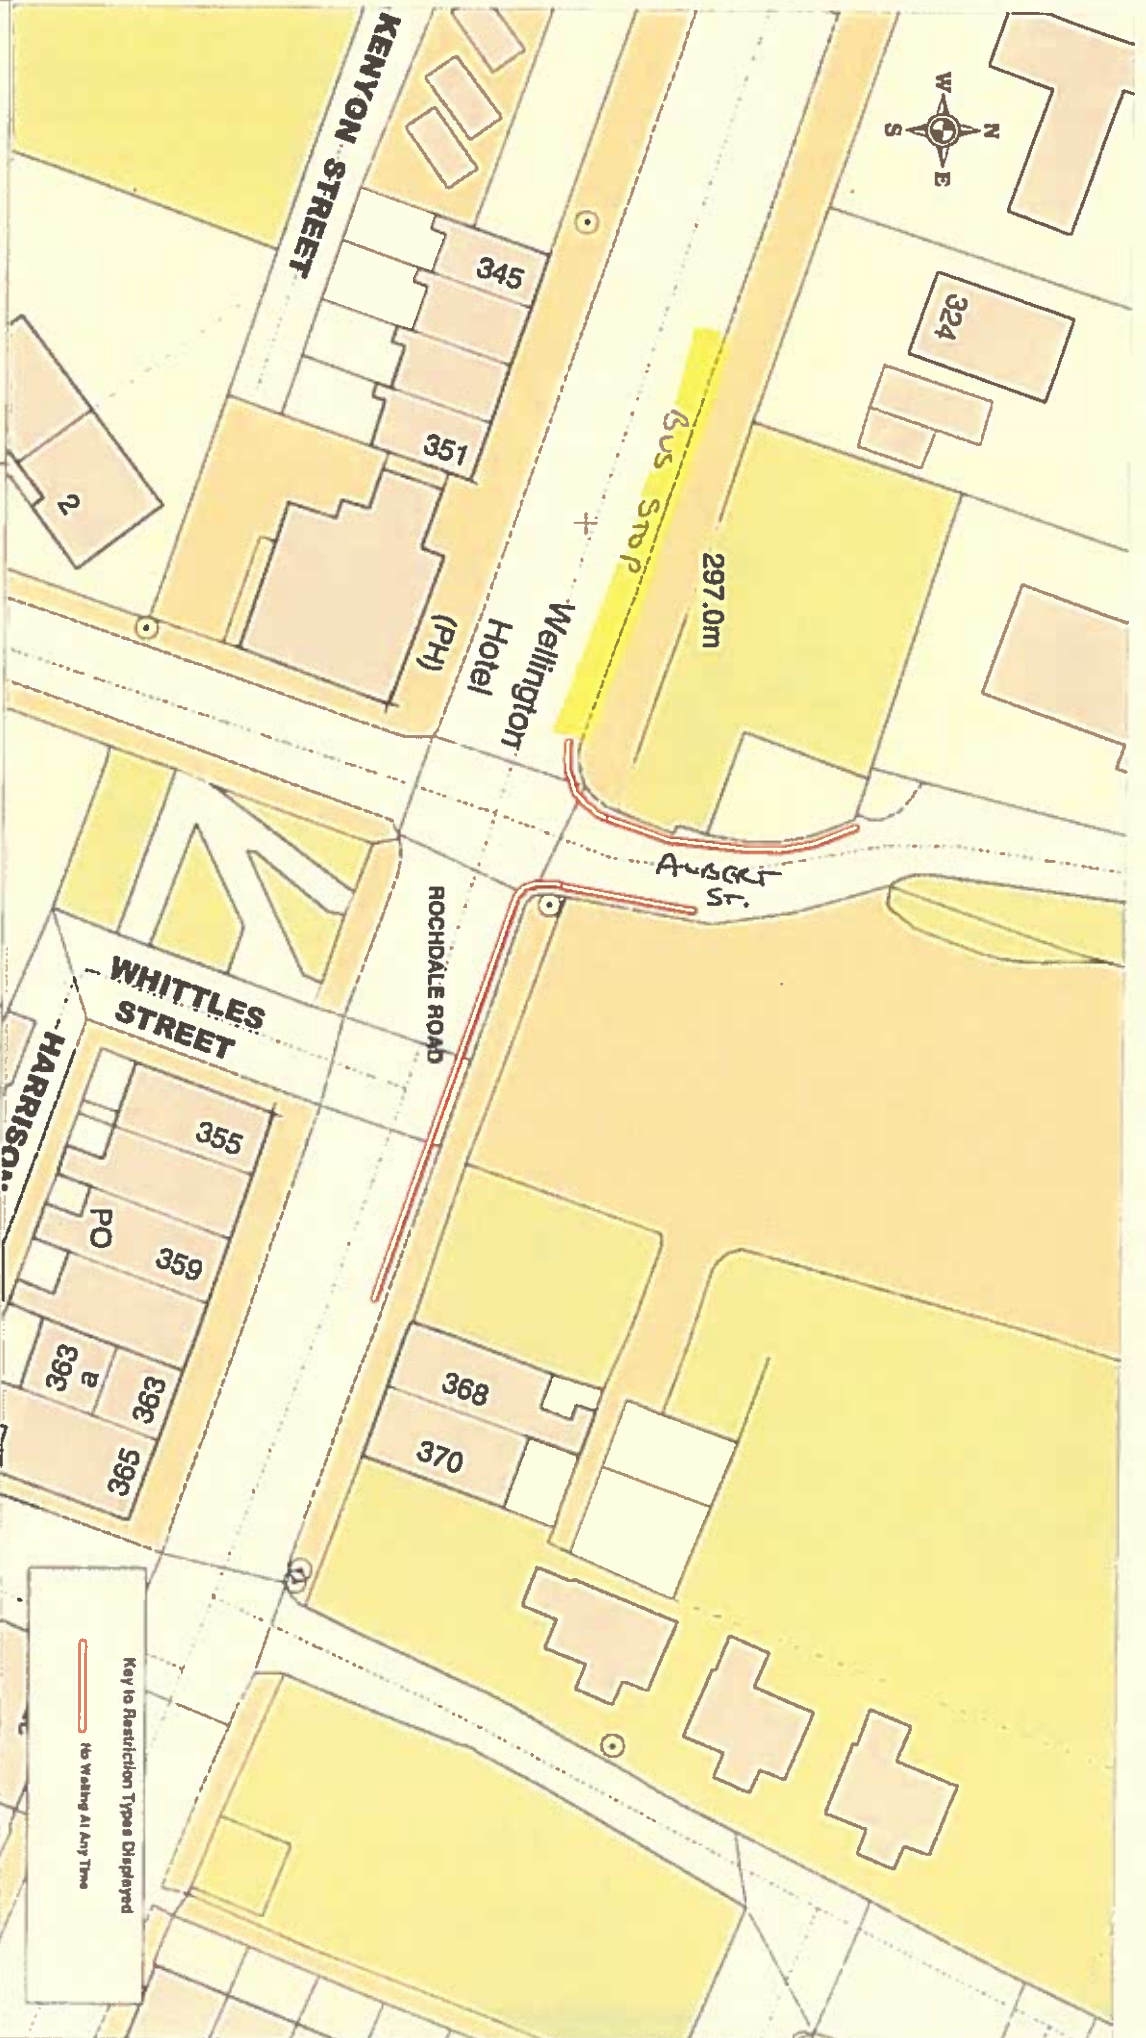 KENYON STREET
W
N
S
E
345
324
351
Bus Stop
2
297.0m
Wellington
Hotel
(PH)
ALBERT
ST.
ROCHDALE ROAD
WHITTLES
STREET
HARRISON
355
PO
359
363
a
363
365
368
370
Key to Restriction Types Displayed
No Waiting At Any Time